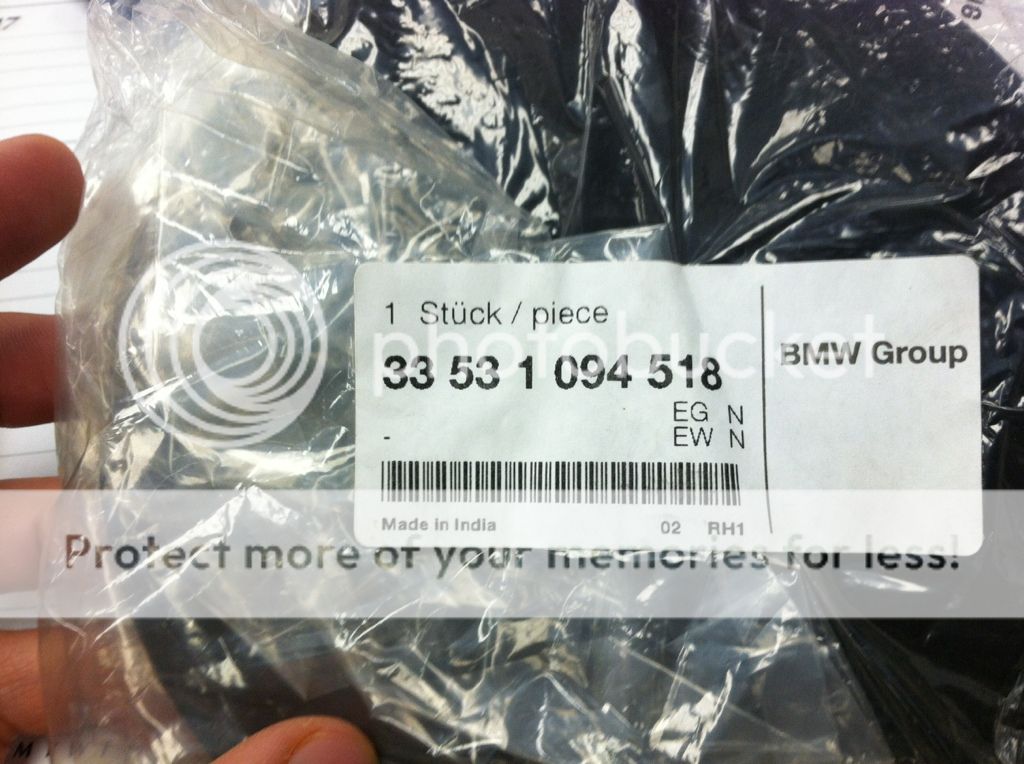 1 Stück / piece
33 53 1 094 518
EG N
- EW N
Made in India 02 RH1
BMW Group
photobucket
Protect more of your memories for less!